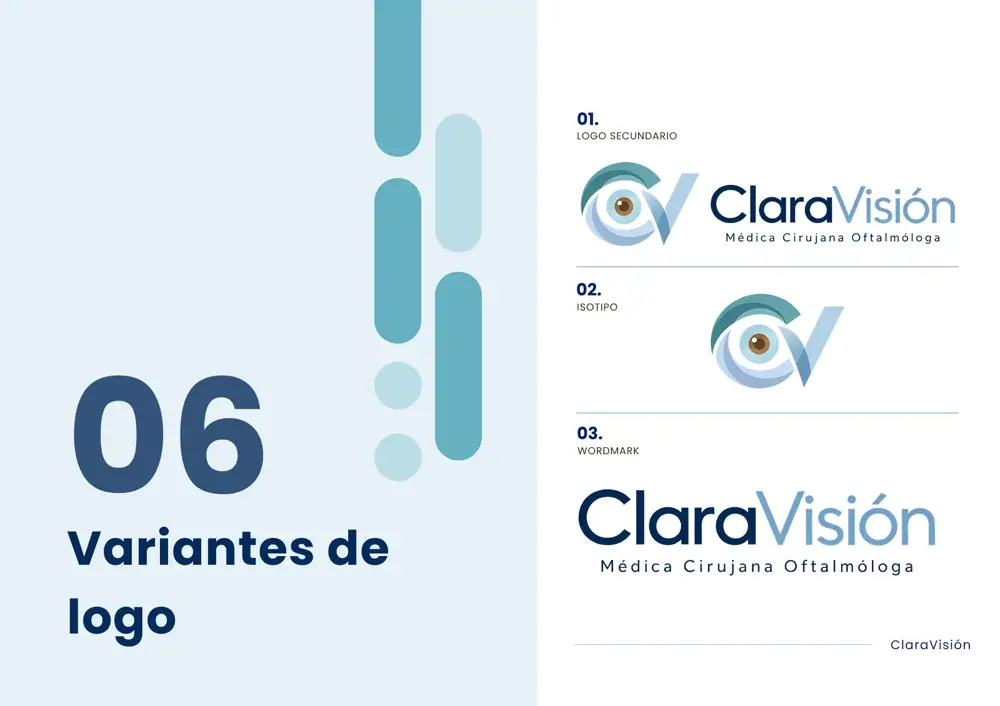 06
Variantes de
logo
01.
LOGO SECUNDARIO
ClaraVisión
Médica Cirujana Oftalmóloga
02.
ISOTIPO
03.
WORDMARK
ClaraVisión
Médica Cirujana Oftalmóloga
ClaraVisión